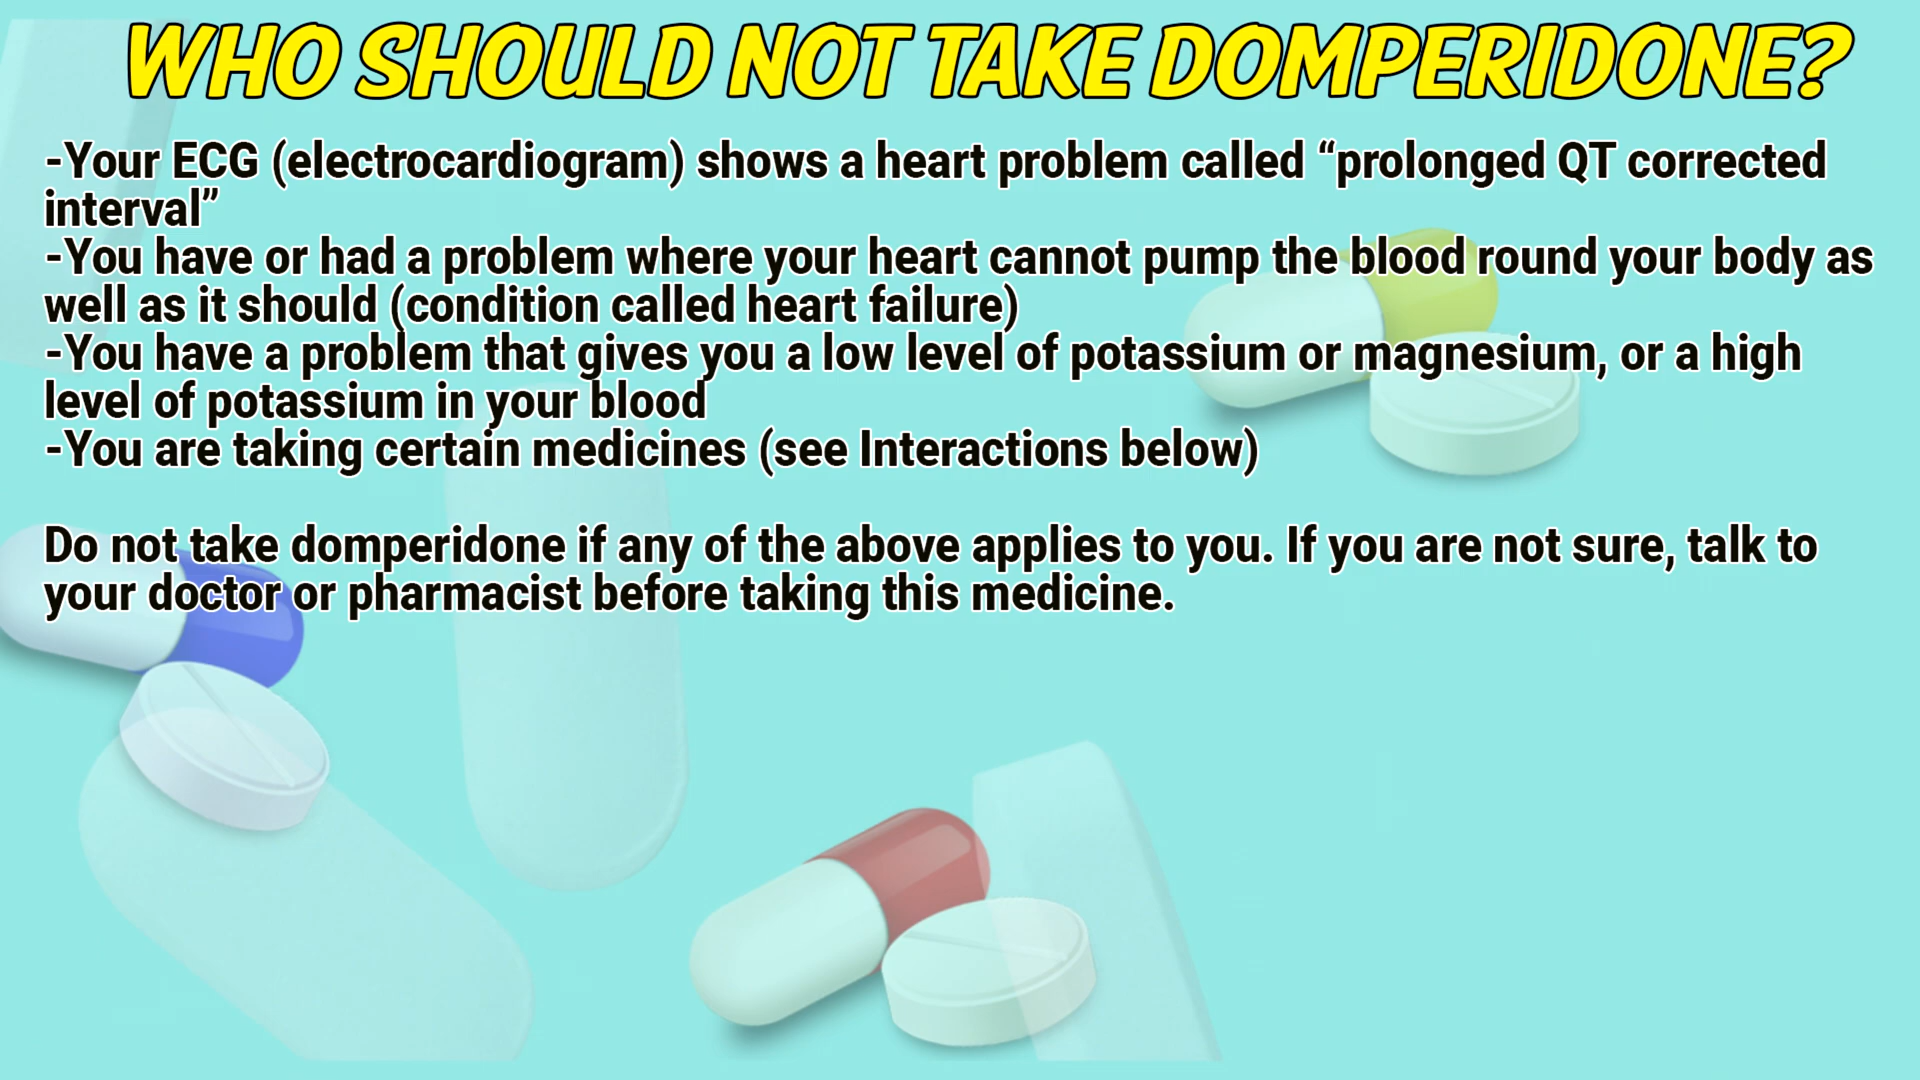 WHO SHOULD NOT TAKE DOMPERIDONE?
-Your ECG (electrocardiogram) shows a heart problem called “prolonged QT corrected
interval”
-You have or had a problem where your heart cannot pump the blood round your body as
well as it should (condition called heart failure)
-You have a problem that gives you a low level of potassium or magnesium, or a high
level of potassium in your blood
-You are taking certain medicines (see Interactions below)
Do not take domperidone if any of the above applies to you. If you are not sure, talk to
your doctor or pharmacist before taking this medicine.